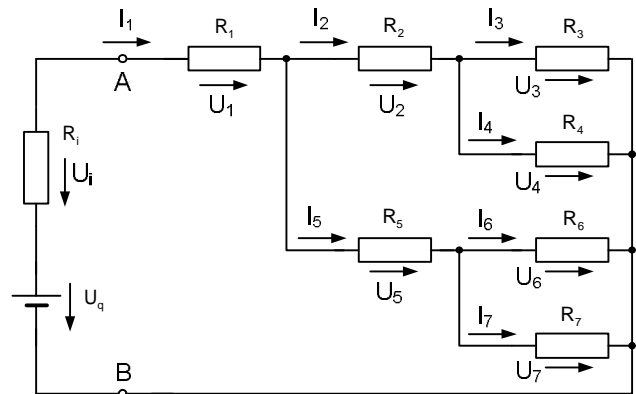 I1 R1 I2 R2 I3 R3
A U1 U2 U3
Ri I4 R4
Ui U4
I5 R5 I6 R6
Uq U5 U6
I7 R7
B U7